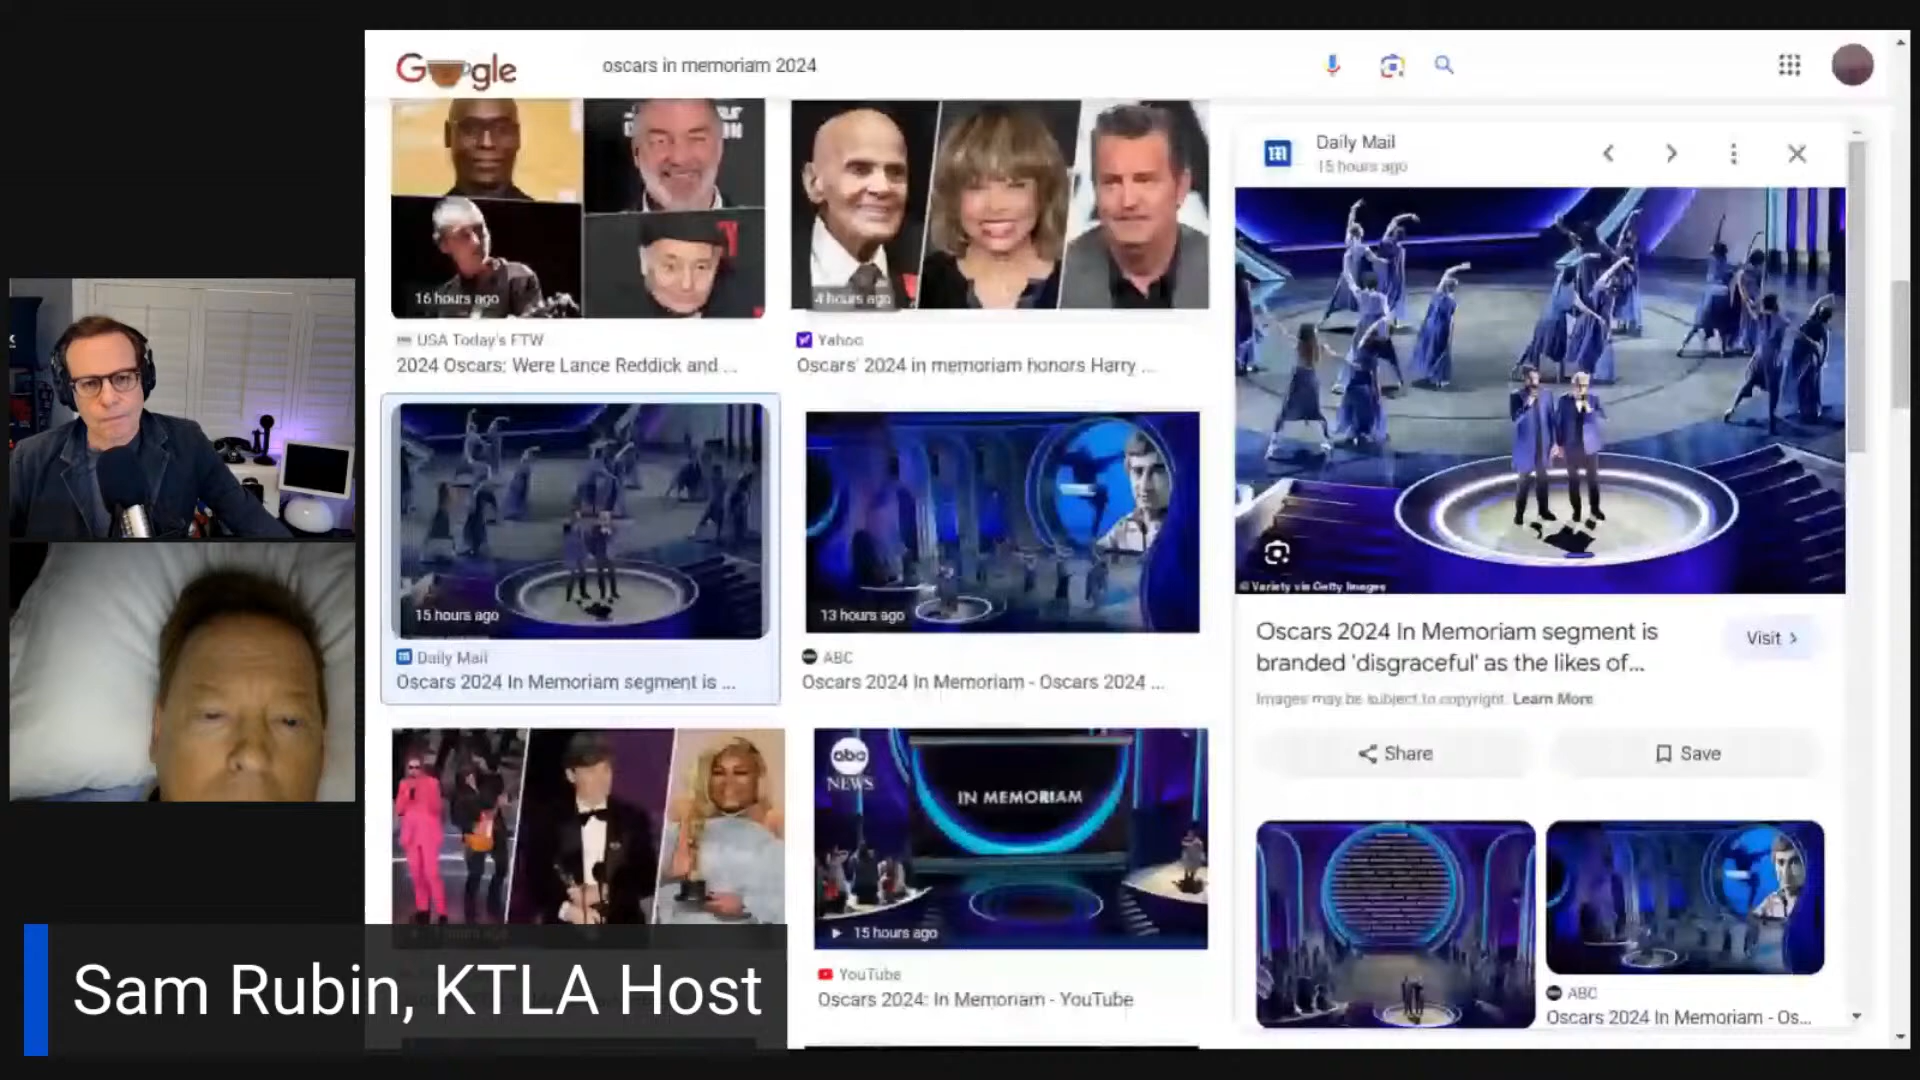 Google
oscars in memoriam 2024
16 hours ago
USA Today's FTW
2024 Oscars: Were Lance Reddick and ...
4 hours ago
Yahoo
Oscars' 2024 in memoriam honors Harry ...
15 hours ago
Daily Mail
Oscars 2024 In Memoriam segment is ...
13 hours ago
ABC
Oscars 2024 In Memoriam - Oscars 2024 ...
abc
NEWS
IN MEMORIAM
15 hours ago
YouTube
Oscars 2024: In Memoriam - YouTube
Daily Mail
15 hours ago
© Variety via Getty Images
Oscars 2024 In Memoriam segment is
branded 'disgraceful' as the likes of...
Visit
Images may be subject to copyright. Learn More
Share
Save
ABC
Oscars 2024 In Memoriam - Os...
Sam Rubin, KTLA Host